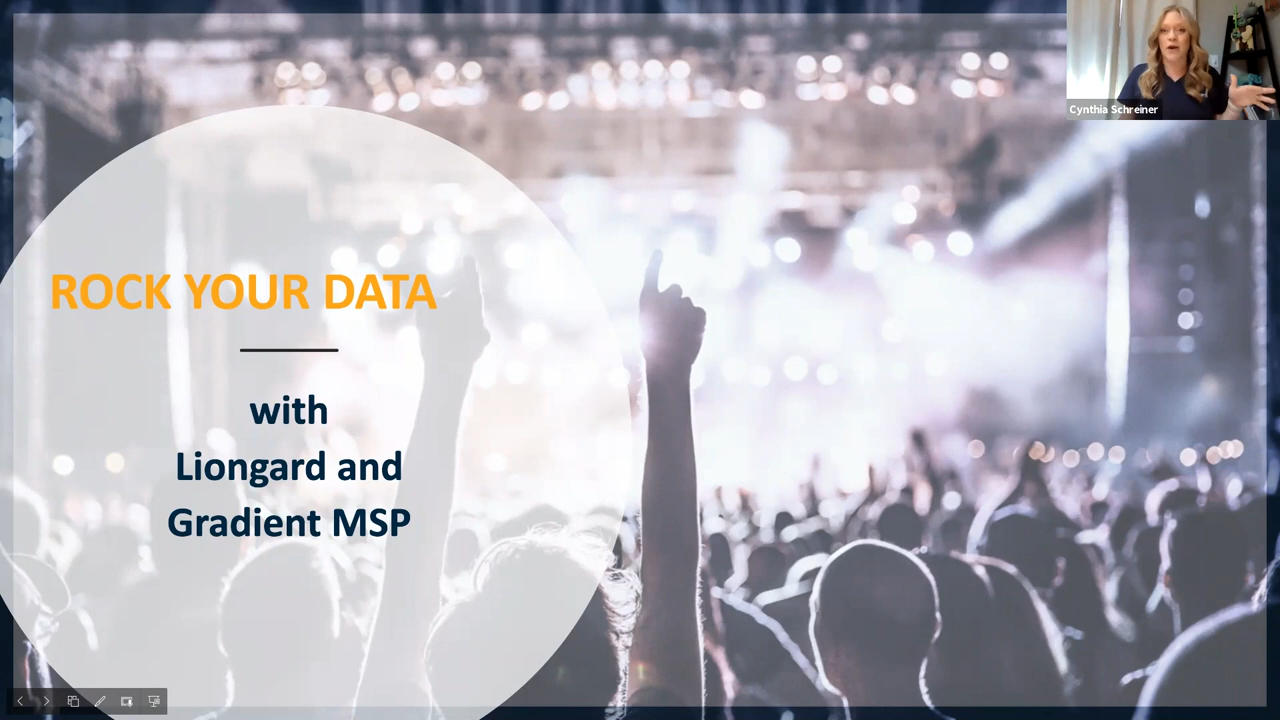 Cynthia Schreiner
ROCK YOUR DATA
with
Liongard and
Gradient MSP